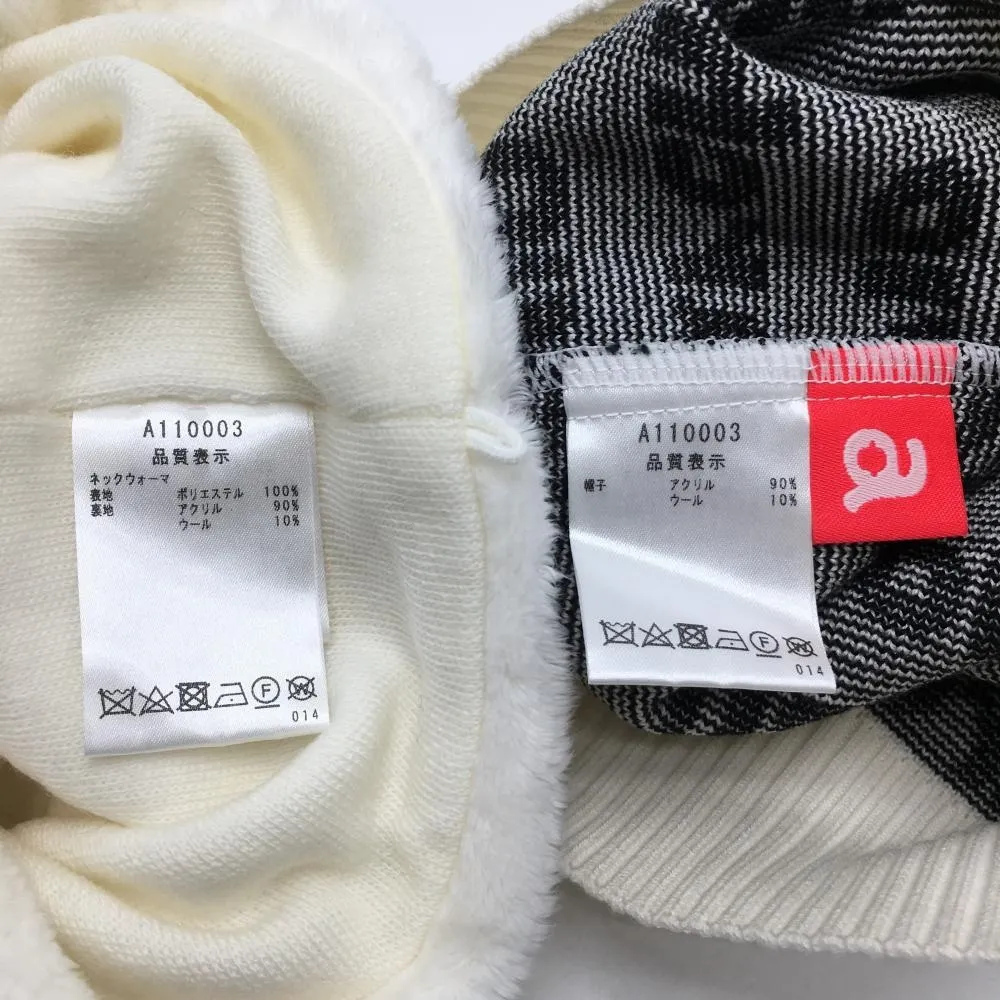 A110003
品質表示
ネックウォーマ
表地 ポリエステル 100%
裏地 アクリル 90%
ウール 10%
F W
014
A110003
品質表示
帽子 アクリル 90%
ウール 10%
F W
014
a